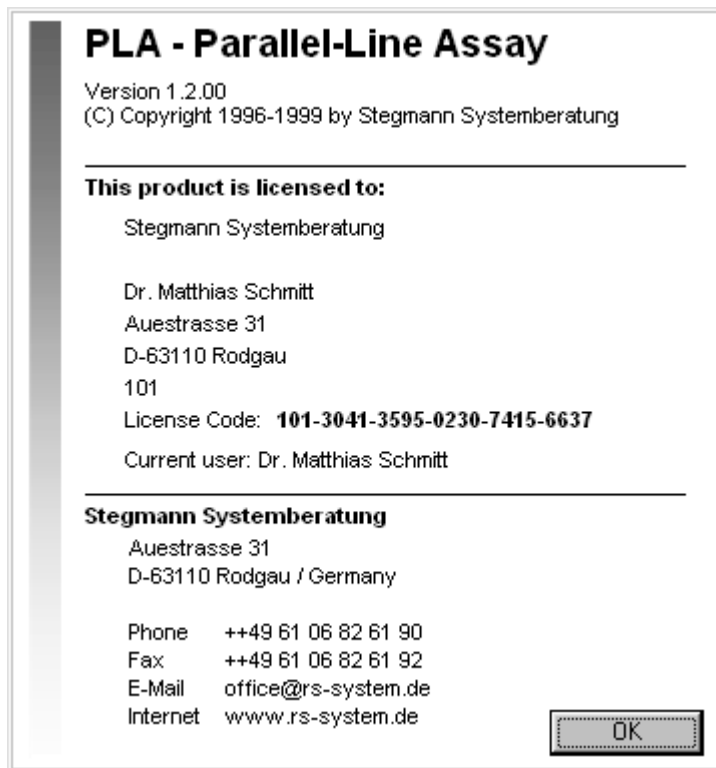 PLA - Parallel-Line Assay
Version 1.2.00
(C) Copyright 1996-1999 by Stegmann Systemberatung
This product is licensed to:
Stegmann Systemberatung
Dr. Matthias Schmitt
Auestrasse 31
D-63110 Rodgau
101
License Code: 101-3041-3595-0230-7415-6637
Current user: Dr. Matthias Schmitt
Stegmann Systemberatung
Auestrasse 31
D-63110 Rodgau / Germany
Phone ++49 61 06 82 61 90
Fax ++49 61 06 82 61 92
E-Mail office@rs-system.de
Internet www.rs-system.de
OK